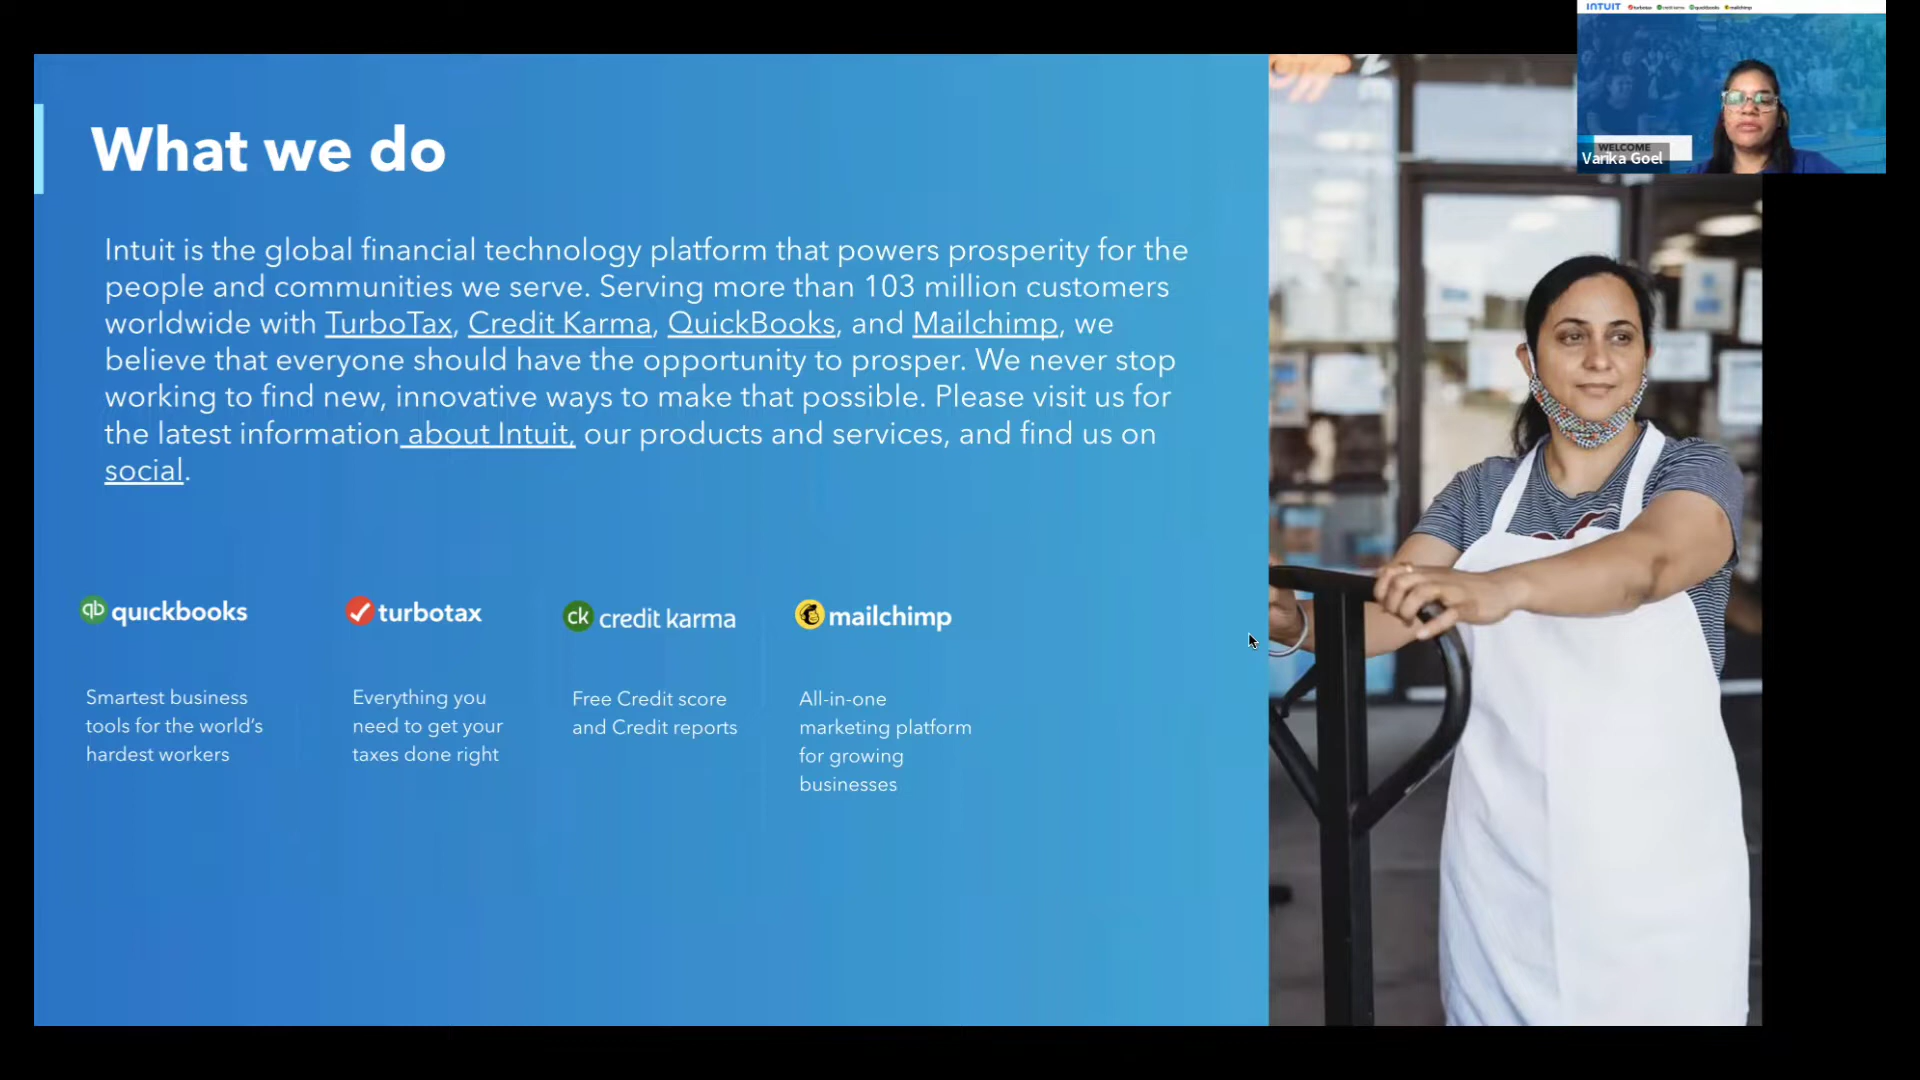 What we do
Intuit is the global financial technology platform that powers prosperity for the
people and communities we serve. Serving more than 103 million customers
worldwide with TurboTax, Credit Karma, QuickBooks, and Mailchimp, we
believe that everyone should have the opportunity to prosper. We never stop
working to find new, innovative ways to make that possible. Please visit us for
the latest information about Intuit, our products and services, and find us on
social.
qb quickbooks
Smartest business
tools for the world's
hardest workers
turbotax
Everything you
need to get your
taxes done right
ck credit karma
Free Credit score
and Credit reports
mailchimp
All-in-one
marketing platform
for growing
businesses
INTUIT turbotax creditkarma quickbooks mailchimp
WELCOME
Varika Goel